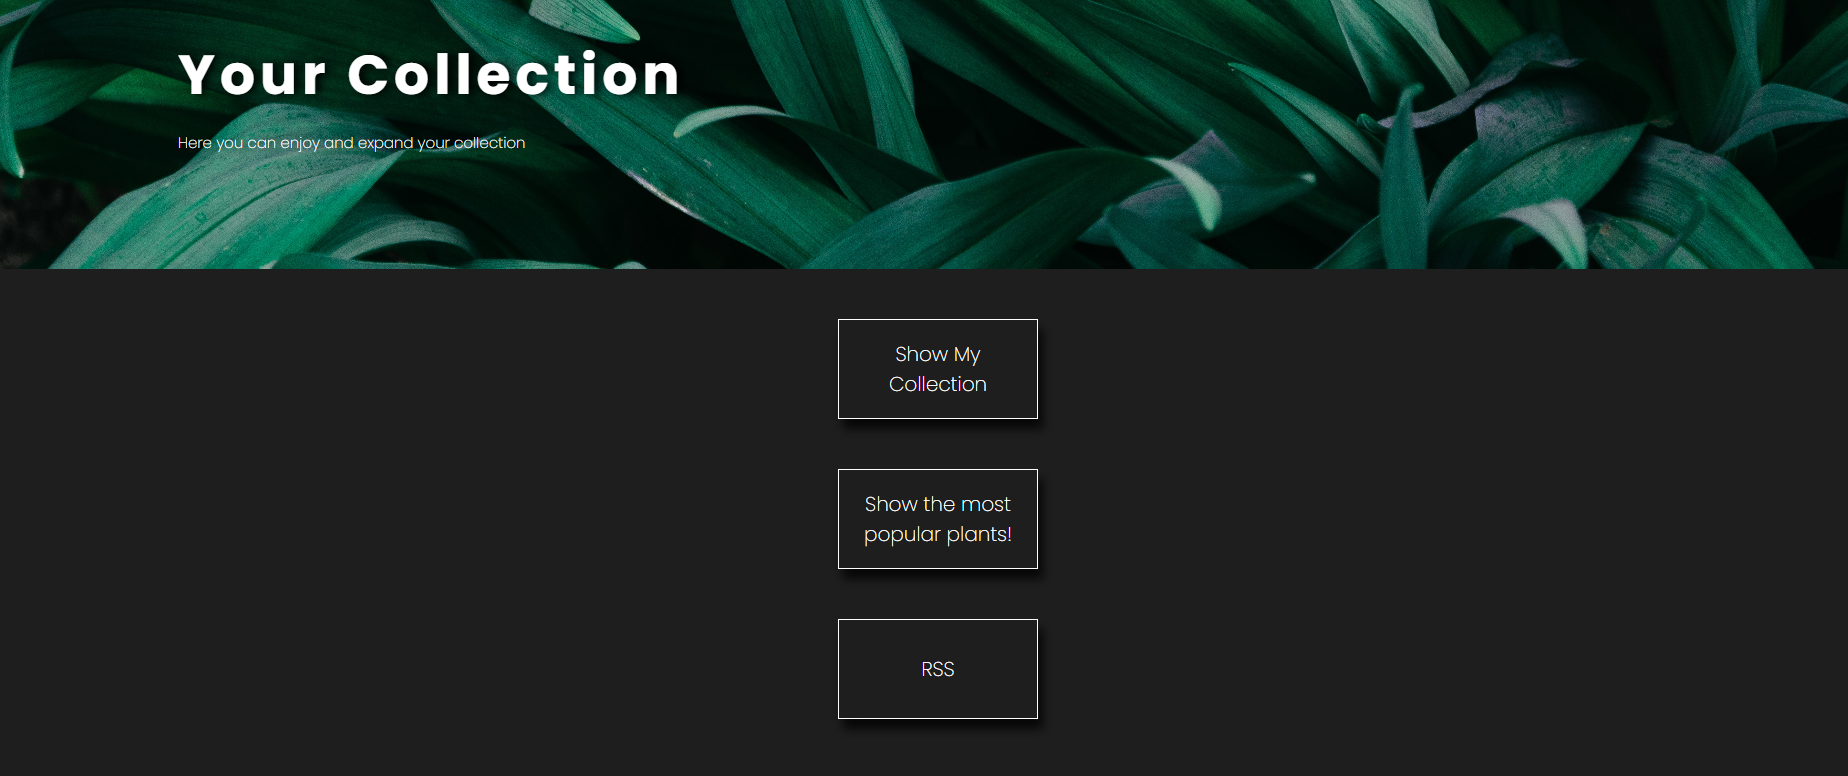 Your Collection
Here you can enjoy and expand your collection
Show My
Collection
Show the most
popular plants!
RSS